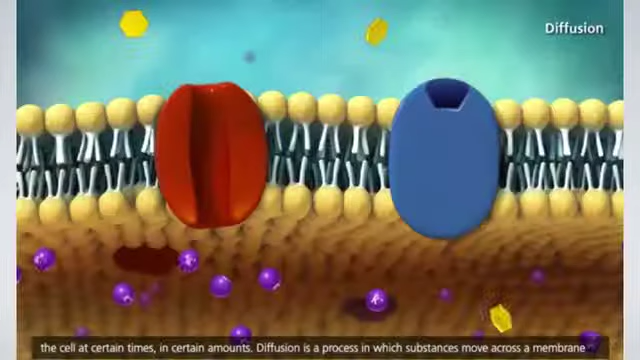 Diffusion
the cell at certain times, in certain amounts. Diffusion is a process in which substances move across a membrane